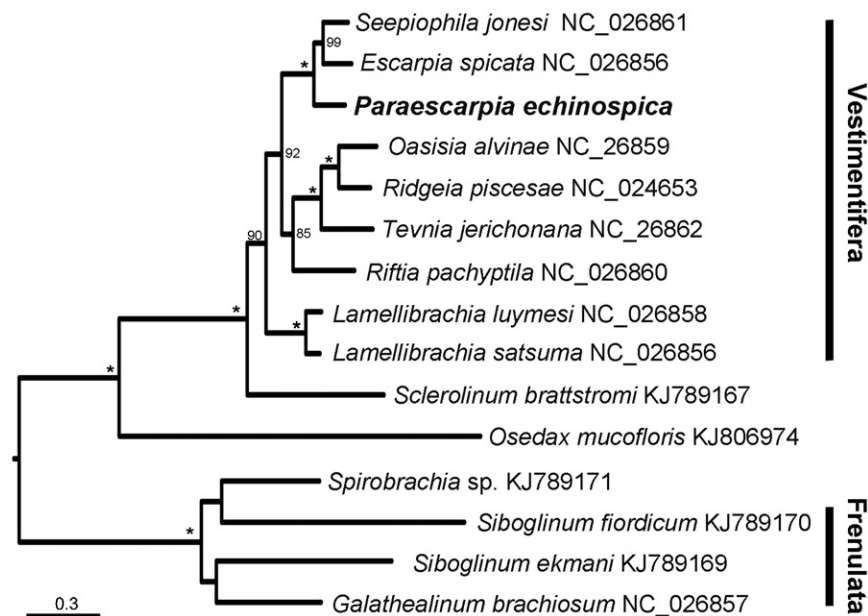 Seepiophila jonesi NC_026861
99
Escarpia spicata NC_026856
*
Paraescarpia echinospica
Oasisia alvinae NC_26859
92
*
Ridgeia piscesae NC_024653
*
Tevnia jerichonana NC_26862
90
85
Riftia pachyptila NC_026860
*
Lamellibrachia luymesi NC_026858
*
Lamellibrachia satsuma NC_026856
Vestimentifera
*
Sclerolinum brattstromi KJ789167
Osedax mucofloris KJ806974
Spirobrachia sp. KJ789171
*
Siboglinum fiordicum KJ789170
Siboglinum ekmani KJ789169
Galathealinum brachiosum NC_026857
Frenulata
0.3